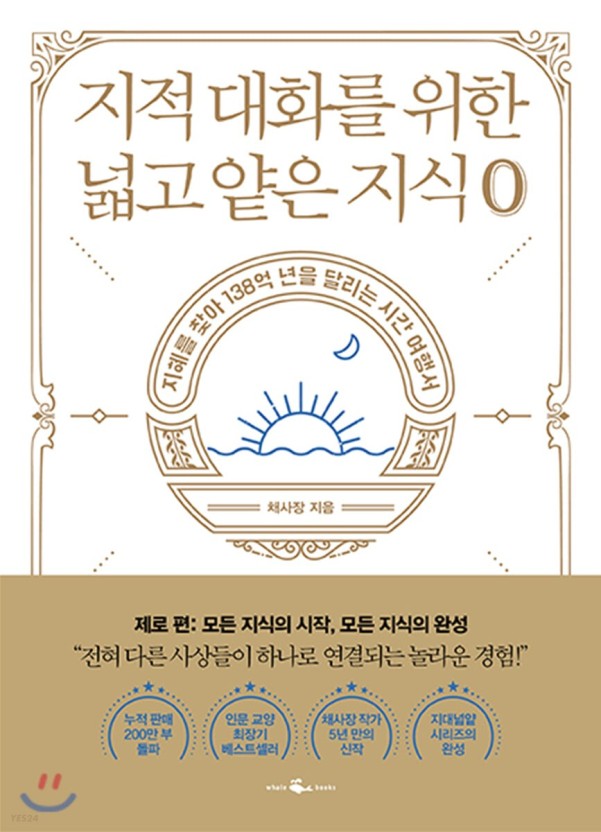 지적 대화를 위한
넓고 얕은 지식 0
지혜를 찾아 138억 년을 달리는 시간 여행서
채사장 지음
제로 편: 모든 지식의 시작, 모든 지식의 완성
“전혀 다른 사상들이 하나로 연결되는 놀라운 경험!”
누적 판매
200만 부
돌파
인문 교양
최장기
베스트셀러
채사장 작가
5년 만의
신작
지대넓얕
시리즈의
완성
whale books
YES24